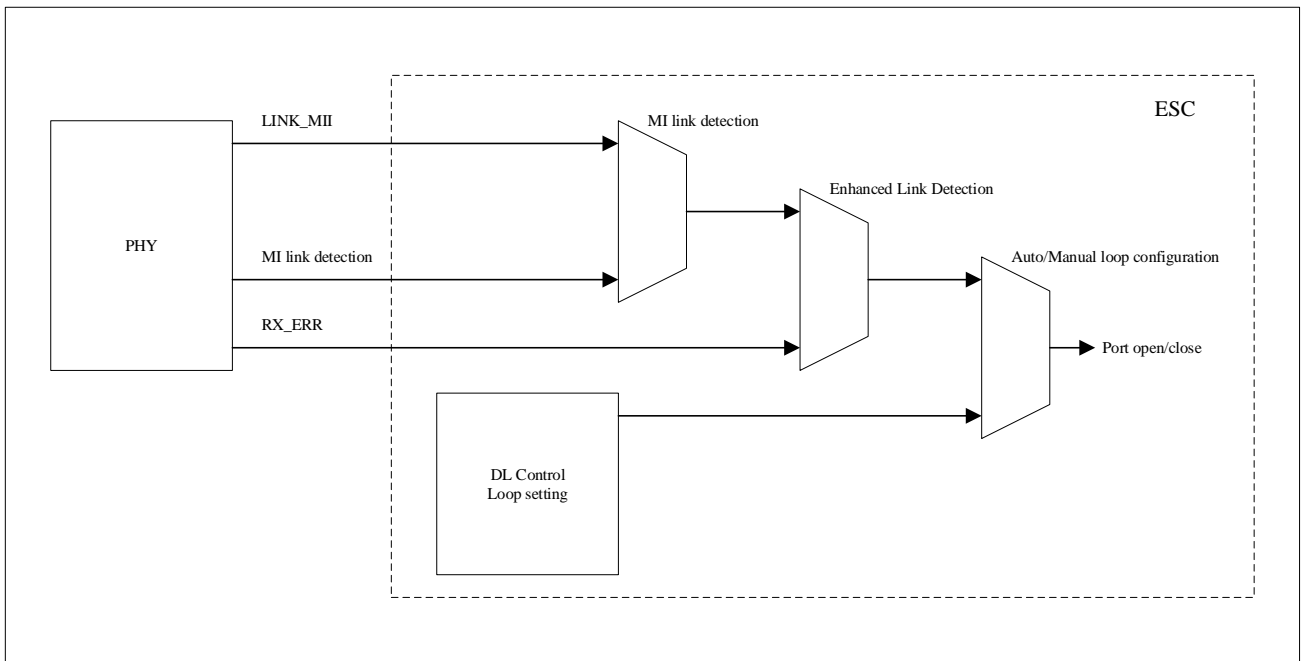 ESC
LINK_MII
MI link detection
Enhanced Link Detection
PHY
MI link detection
Auto/Manual loop configuration
RX_ERR
Port open/close
DL Control
Loop setting